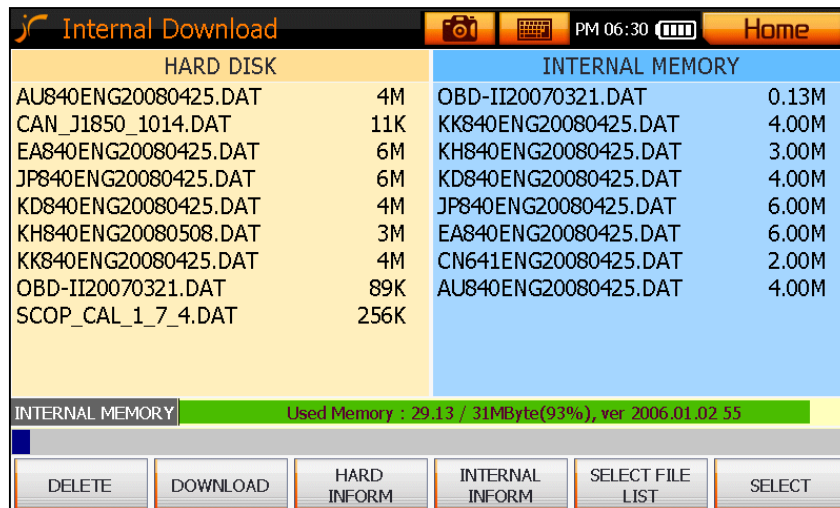 Internal Download PM 06:30 Home
HARD DISK
AU840ENG20080425.DAT 4M
CAN_J1850_1014.DAT 11K
EA840ENG20080425.DAT 6M
JP840ENG20080425.DAT 6M
KD840ENG20080425.DAT 4M
KH840ENG20080508.DAT 3M
KK840ENG20080425.DAT 4M
OBD-II20070321.DAT 89K
SCOP_CAL_1_7_4.DAT 256K
INTERNAL MEMORY
OBD-II20070321.DAT 0.13M
KK840ENG20080425.DAT 4.00M
KH840ENG20080425.DAT 3.00M
KD840ENG20080425.DAT 4.00M
JP840ENG20080425.DAT 6.00M
EA840ENG20080425.DAT 6.00M
CN641ENG20080425.DAT 2.00M
AU840ENG20080425.DAT 4.00M
INTERNAL MEMORY Used Memory : 29.13 / 31MByte(93%), ver 2006.01.02 55
DELETE
DOWNLOAD
HARD
INFORM
INTERNAL
INFORM
SELECT FILE
LIST
SELECT